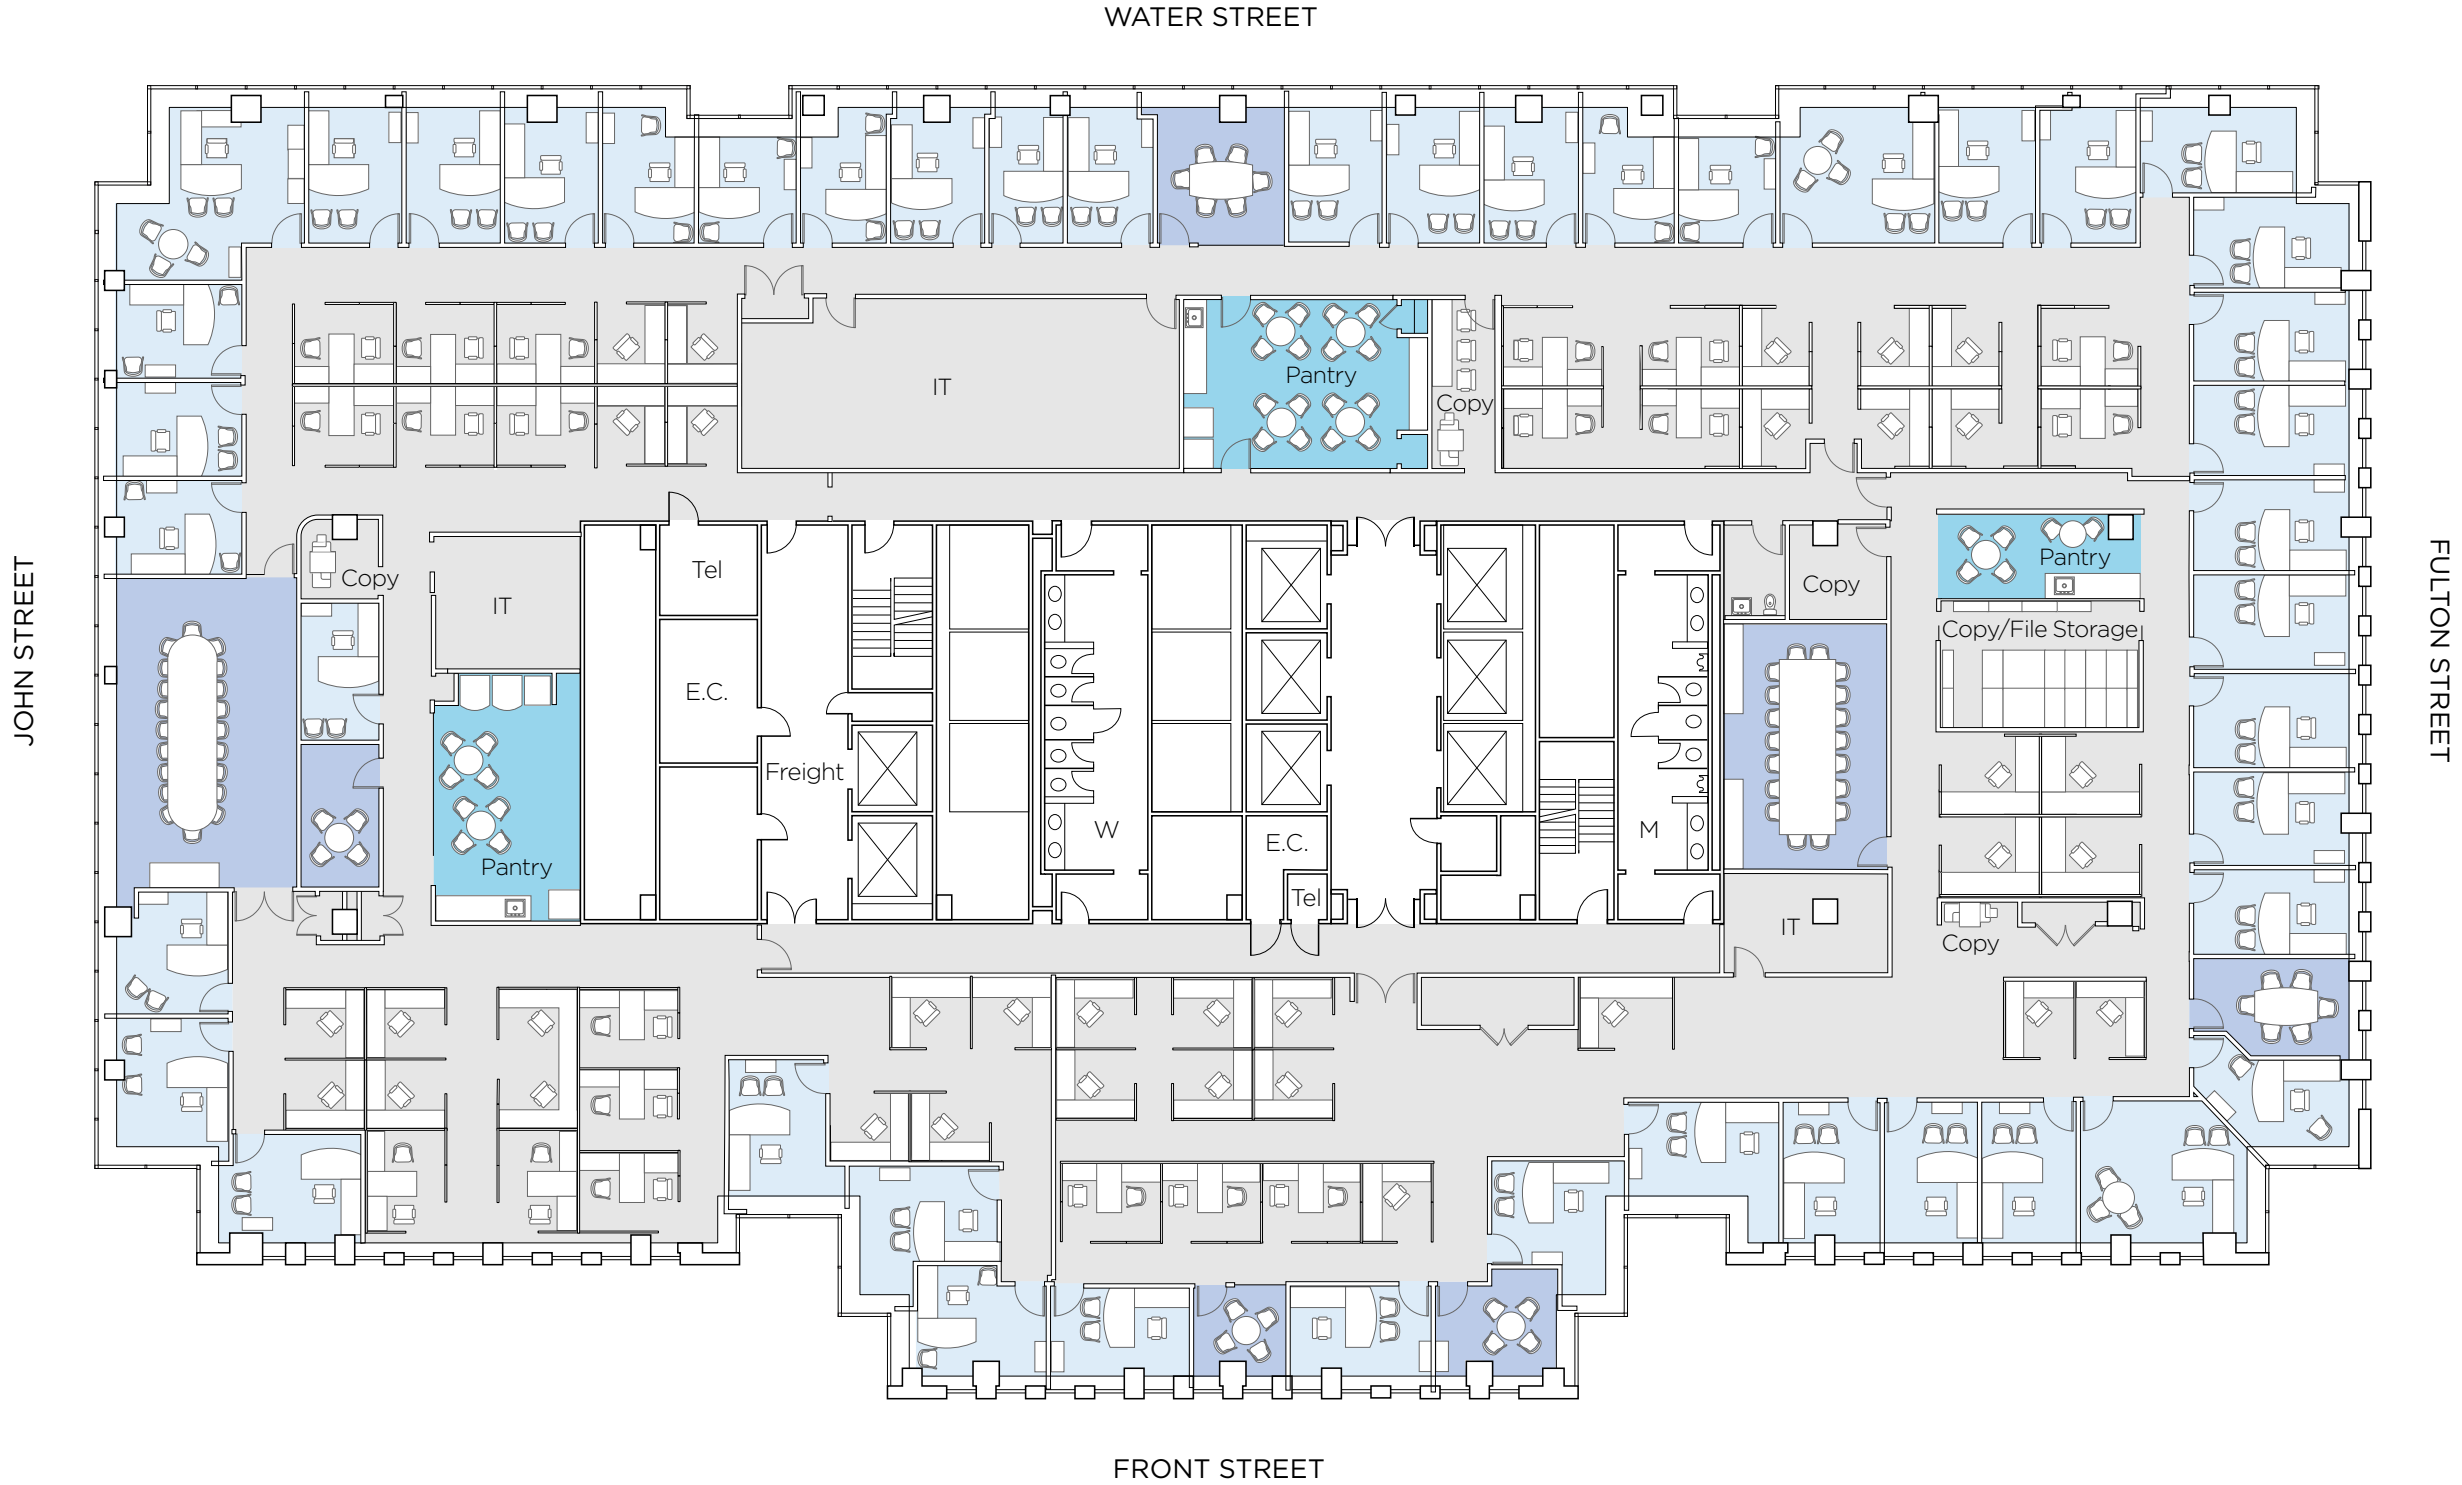 WATER STREET
IT
Pantry
Copy
JOHN STREET
Copy
IT
Tel
E.C.
Freight
Pantry
W
E.C.
Tel
M
Copy
IT
Pantry
Copy/File Storage
Copy
FULTON STREET
FRONT STREET